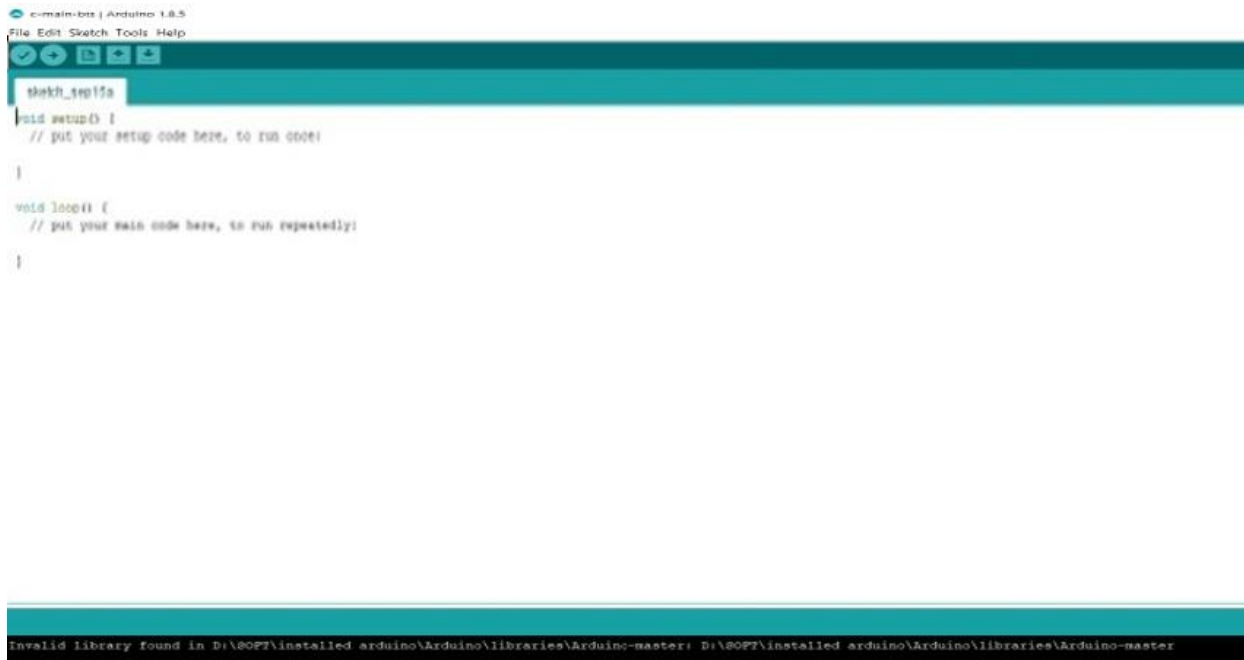 c-main-bts | Arduino 1.8.5
File Edit Sketch Tools Help
void setup() {
// put your setup code here, to run once:
}
void loop() {
// put your main code here, to run repeatedly:
}
Invalid library found in D:\SOFT\installed arduino\Arduino\libraries\Arduino-master: D:\SOFT\installed arduino\Arduino\libraries\Arduino-master